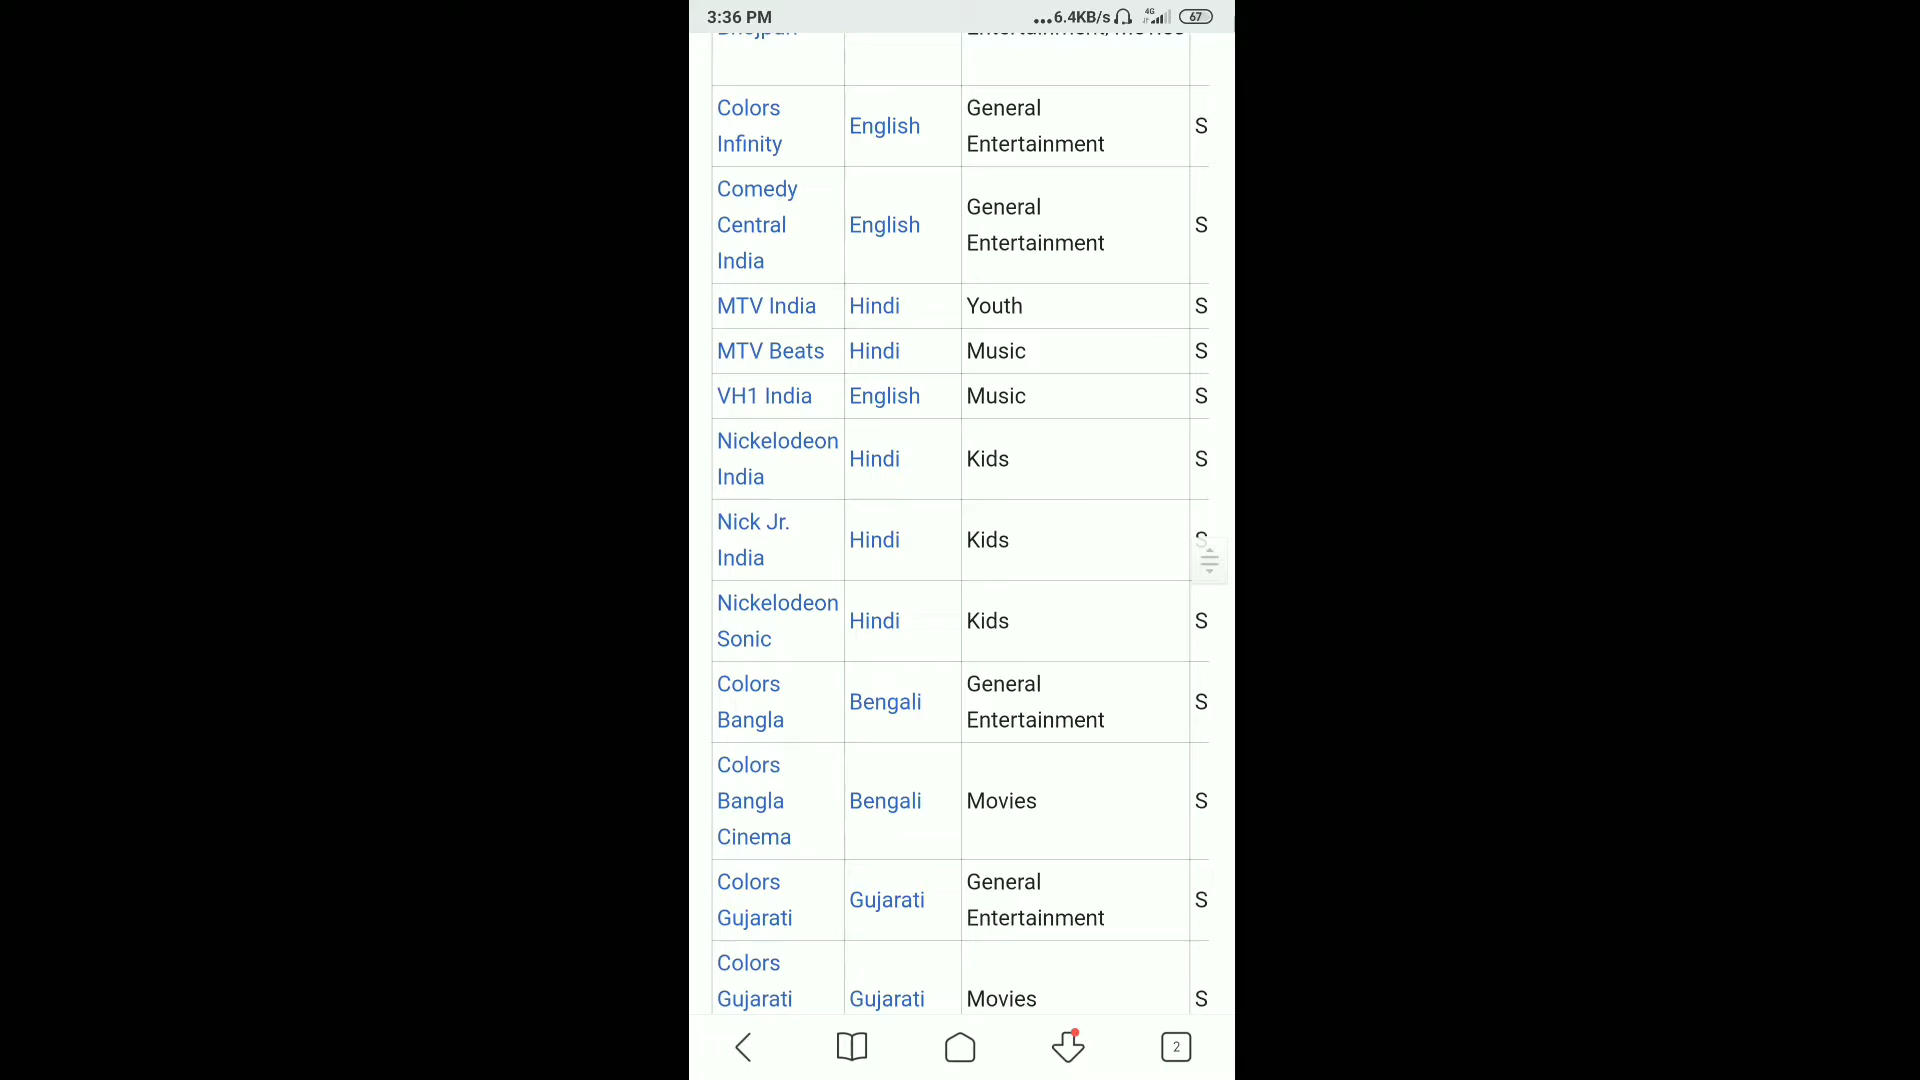 3:36 PM
...6.4KB/s 4G 67
Colors
Infinity
English
General
Entertainment
S
Comedy
Central
India
English
General
Entertainment
S
MTV India
Hindi
Youth
S
MTV Beats
Hindi
Music
S
VH1 India
English
Music
S
Nickelodeon
India
Hindi
Kids
S
Nick Jr.
India
Hindi
Kids
S
Nickelodeon
Sonic
Hindi
Kids
S
Colors
Bangla
Bengali
General
Entertainment
S
Colors
Bangla
Cinema
Bengali
Movies
S
Colors
Gujarati
Gujarati
General
Entertainment
S
Colors
Gujarati
Gujarati
Movies
S
2